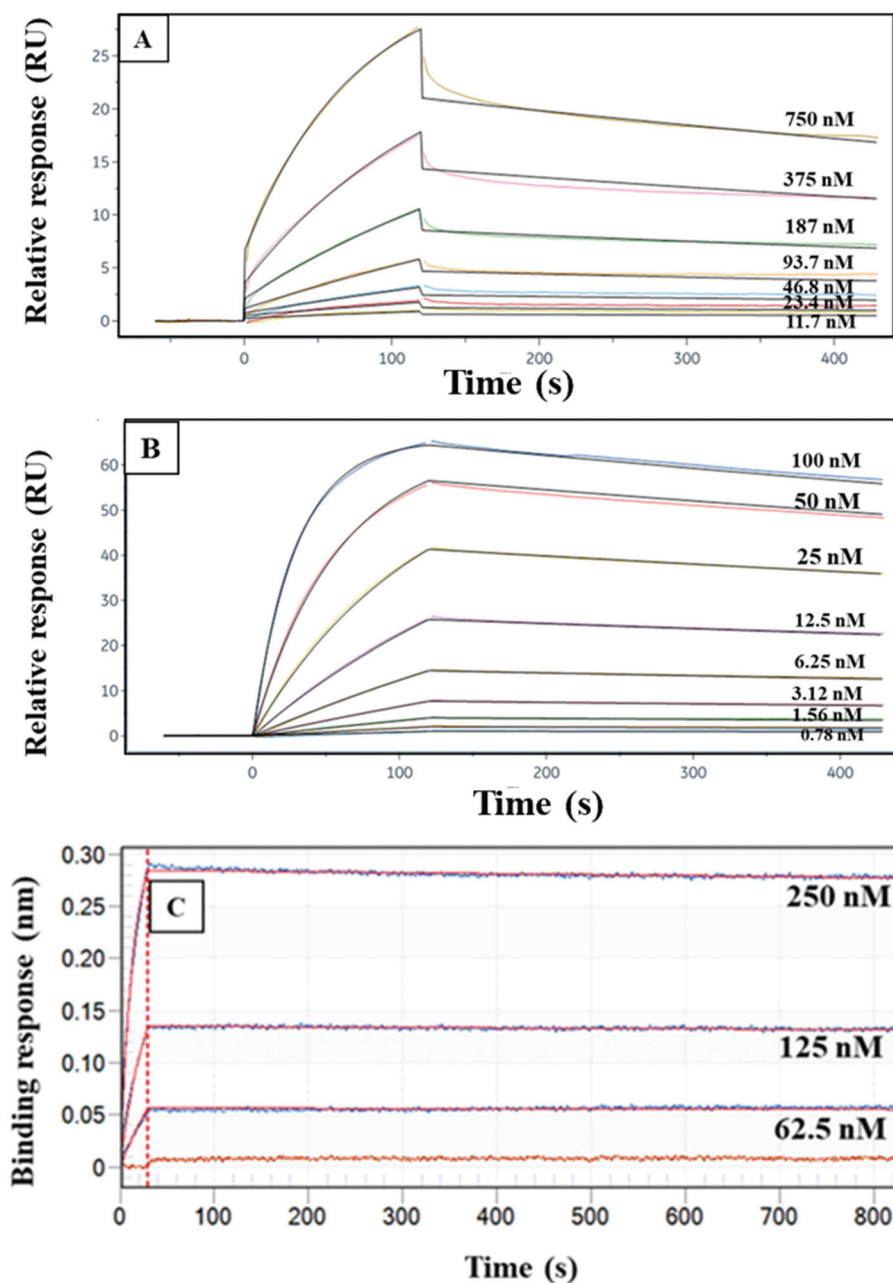 A
Relative response (RU)
25
20
15
10
5
0
750 nM
375 nM
187 nM
93.7 nM
46.8 nM
23.4 nM
11.7 nM
0
100
200
300
400
Time (s)
B
Relative response (RU)
60
50
40
30
20
10
0
100 nM
50 nM
25 nM
12.5 nM
6.25 nM
3.12 nM
1.56 nM
0.78 nM
0
100
200
300
400
Time (s)
C
Binding response (nm)
0.30
0.25
0.20
0.15
0.10
0.05
0
250 nM
125 nM
62.5 nM
0
100
200
300
400
500
600
700
800
Time (s)